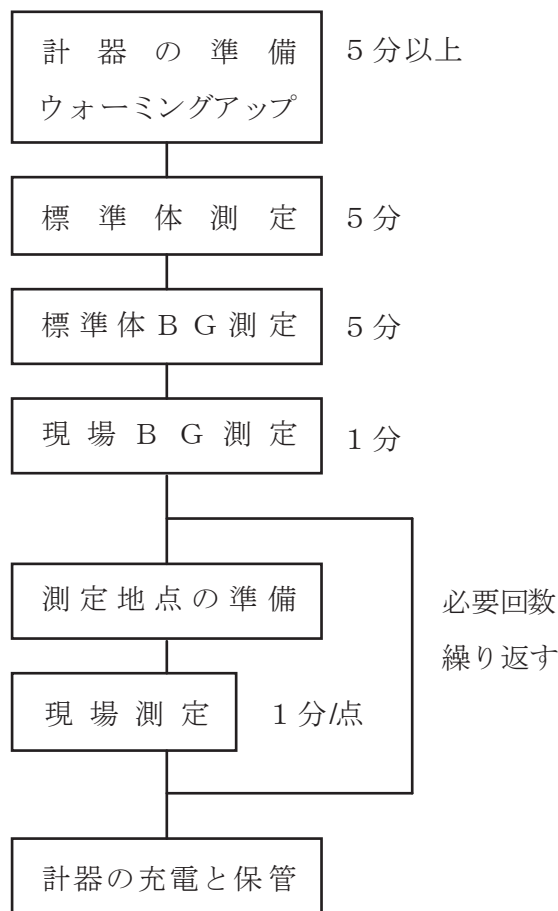 計器の準備 5分以上
ウォーミングアップ
標準体測定 5分
標準体BG測定 5分
現場BG測定 1分
測定地点の準備
必要回数
繰り返す
現場測定 1分/点
計器の充電と保管